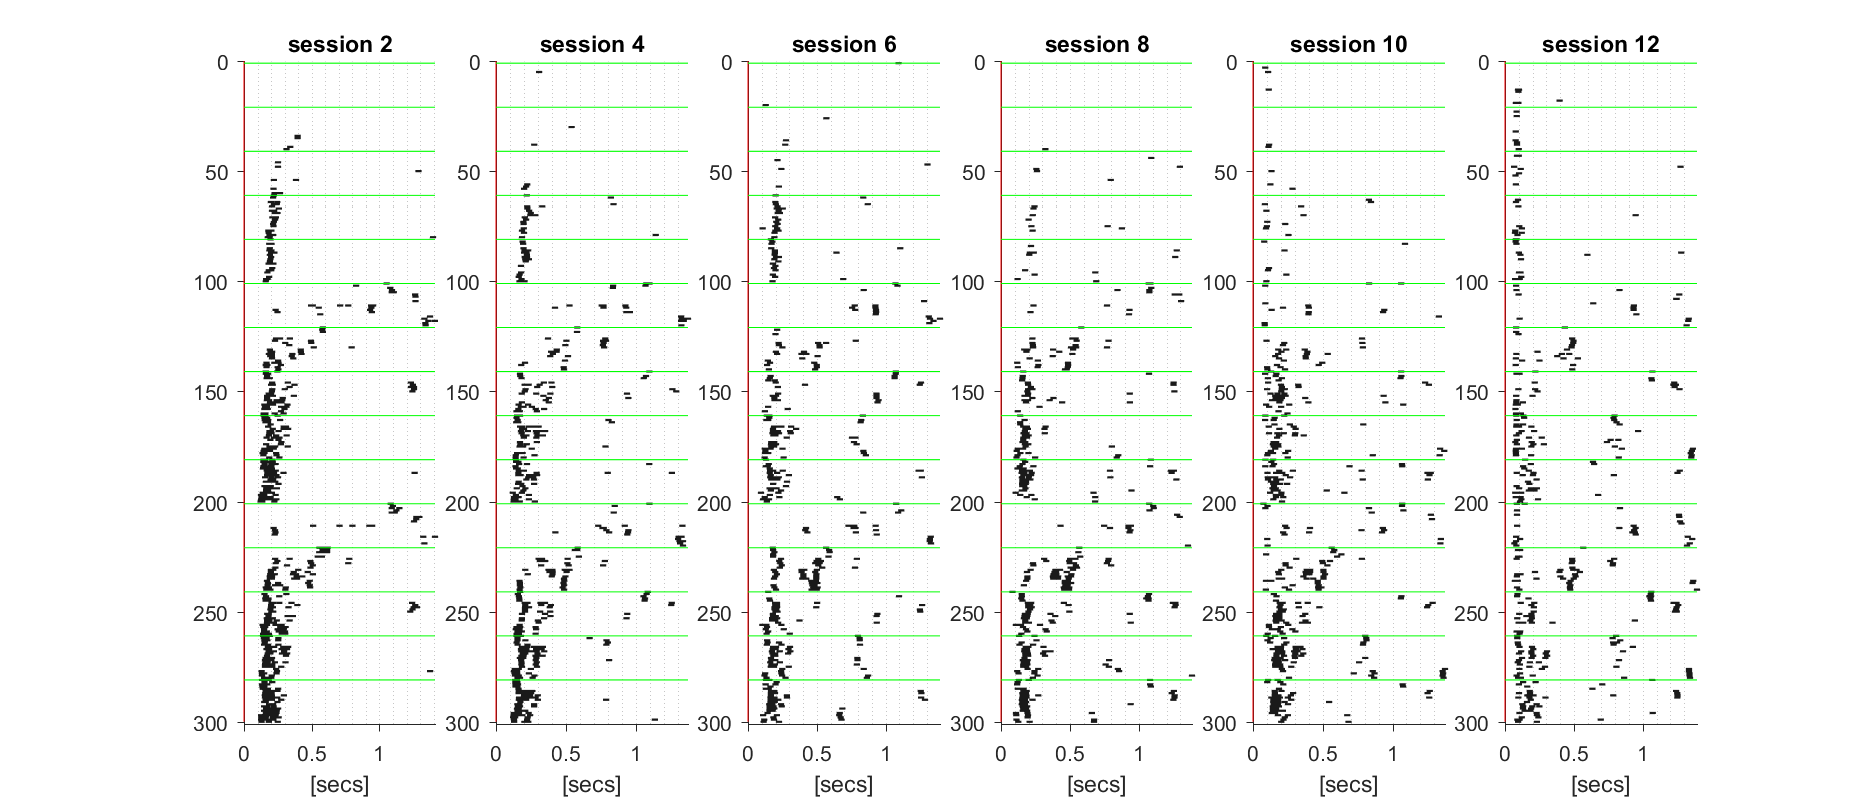 session 2 session 4 session 6 session 8 session 10 session 12
0 0 0 0 0 0
50 50 50 50 50 50
100 100 100 100 100 100
150 150 150 150 150 150
200 200 200 200 200 200
250 250 250 250 250 250
300 300 300 300 300 300
0 0.5 1 0 0.5 1 0 0.5 1 0 0.5 1 0 0.5 1 0 0.5 1
[secs] [secs] [secs] [secs] [secs] [secs]